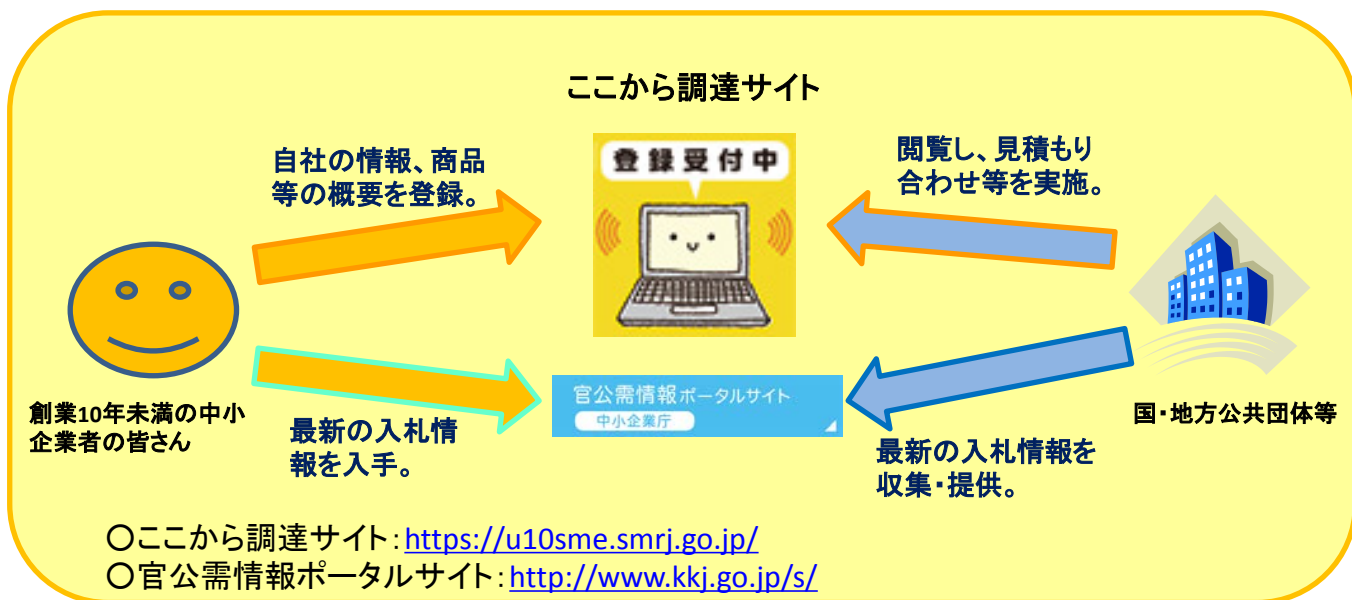 ここから調達サイト
自社の情報、商品
等の概要を登録。
登録受付中
閲覧し、見積もり
合わせ等を実施。
創業10年未満の中小
企業者の皆さん
最新の入札情
報を入手。
官公需情報ポータルサイト
中小企業庁
国・地方公共団体等
最新の入札情報を
収集・提供。
〇ここから調達サイト：https://u10sme.smrj.go.jp/
〇官公需情報ポータルサイト：http://www.kkj.go.jp/s/